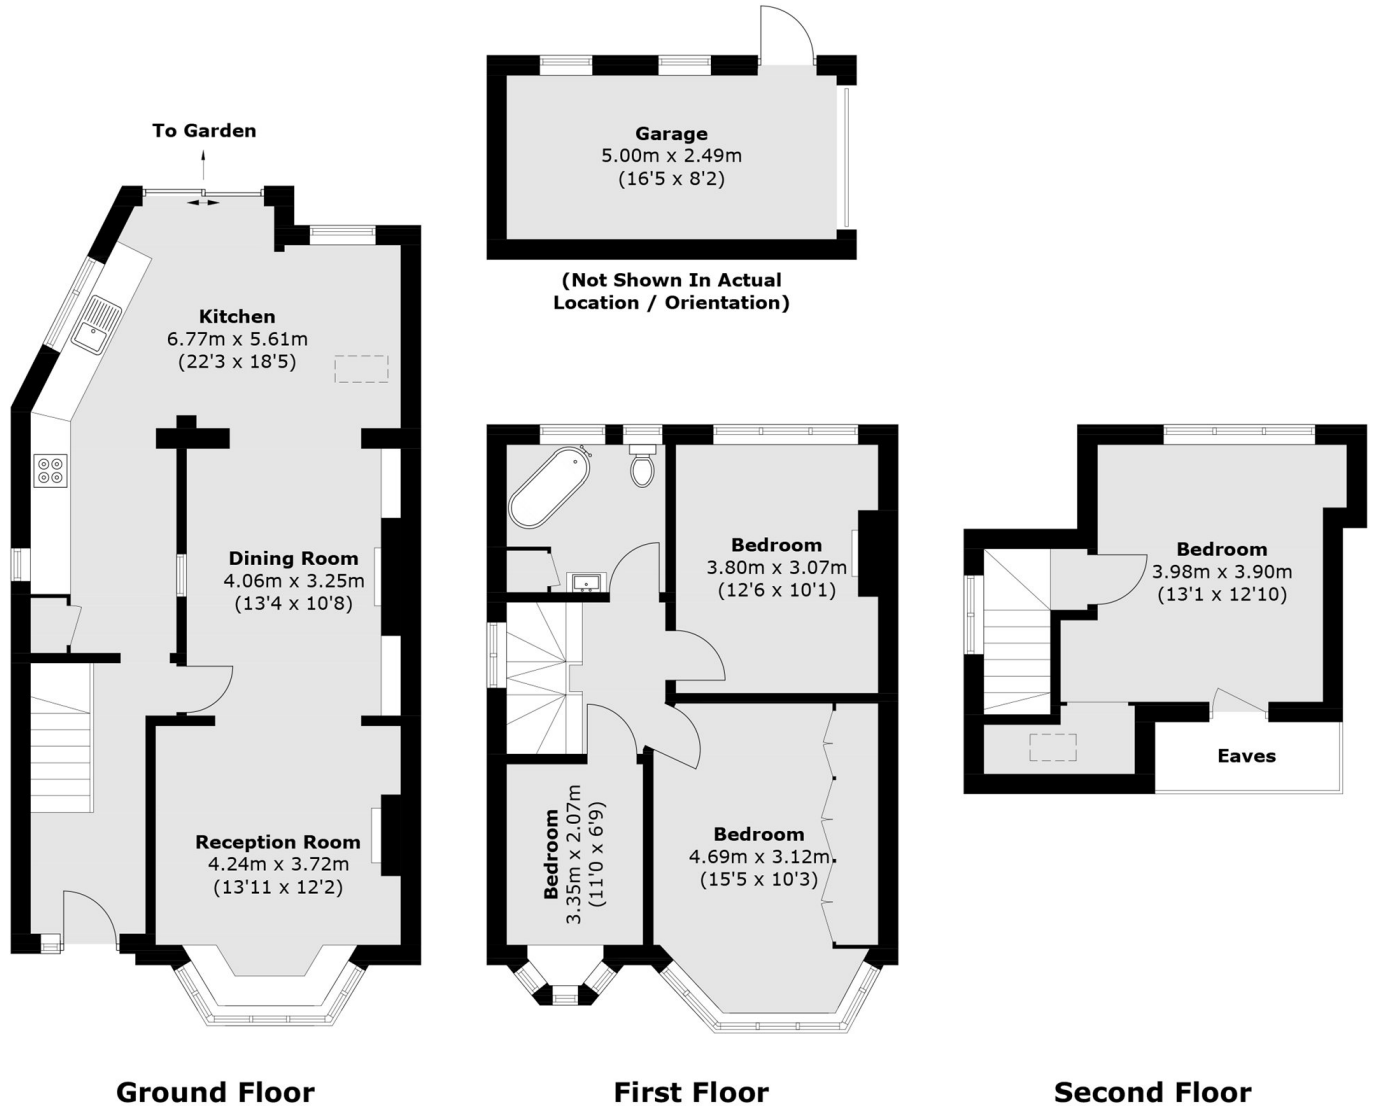 To Garden
Garage
5.00m x 2.49m
(16'5 x 8'2)
(Not Shown In Actual
Location / Orientation)
Kitchen
6.77m x 5.61m
(22'3 x 18'5)
Dining Room
4.06m x 3.25m
(13'4 x 10'8)
Reception Room
4.24m x 3.72m
(13'11 x 12'2)
Bedroom
3.80m x 3.07m
(12'6 x 10'1)
Bedroom
3.35m x 2.07m
(11'0 x 6'9)
Bedroom
4.69m x 3.12m
(15'5 x 10'3)
Bedroom
3.98m x 3.90m
(13'1 x 12'10)
Eaves
Ground Floor
First Floor
Second Floor